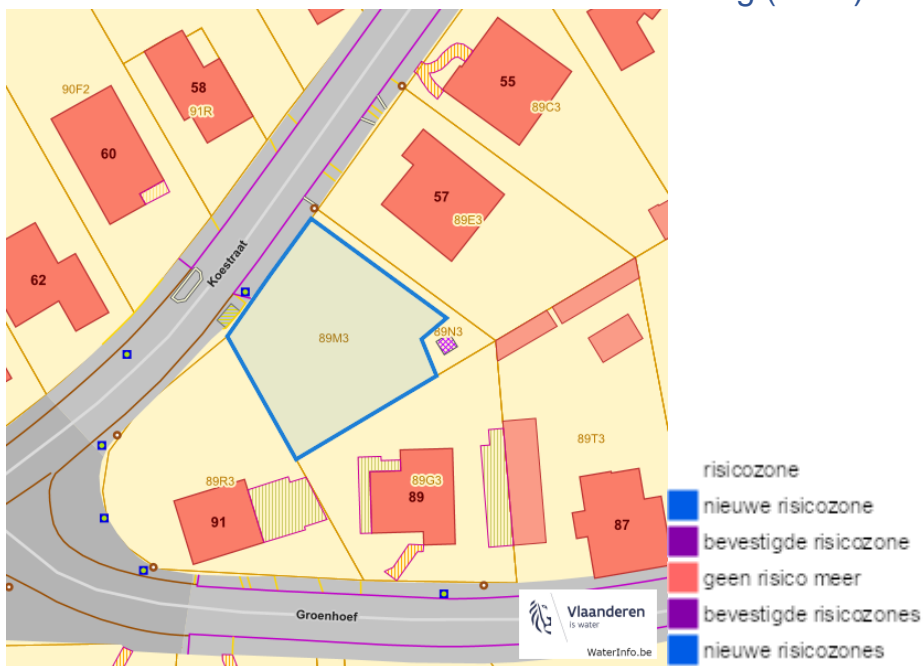 90F2
58
91R
55
89C3
60
57
89E3
62
Koestraat
89M3
89N3
89R3
91
89G3
89
89T3
87
Groenhoef
Vlaanderen
is water
WaterInfo.be
risicozone
nieuwe risicozone
bevestigde risicozone
geen risico meer
bevestigde risicozones
nieuwe risicozones